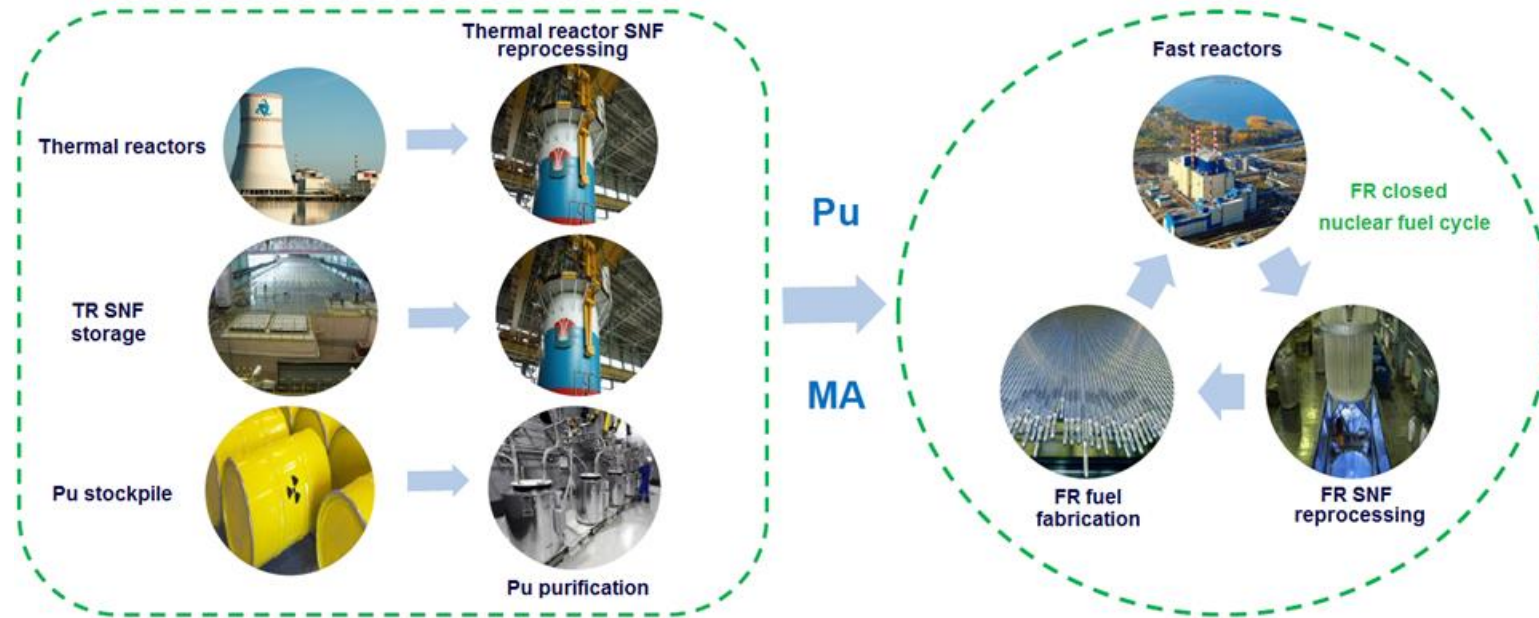 Thermal reactor SNF
reprocessing
Thermal reactors
TR SNF
storage
Pu stockpile
Pu purification
Pu
MA
Fast reactors
FR closed
nuclear fuel cycle
FR fuel
fabrication
FR SNF
reprocessing